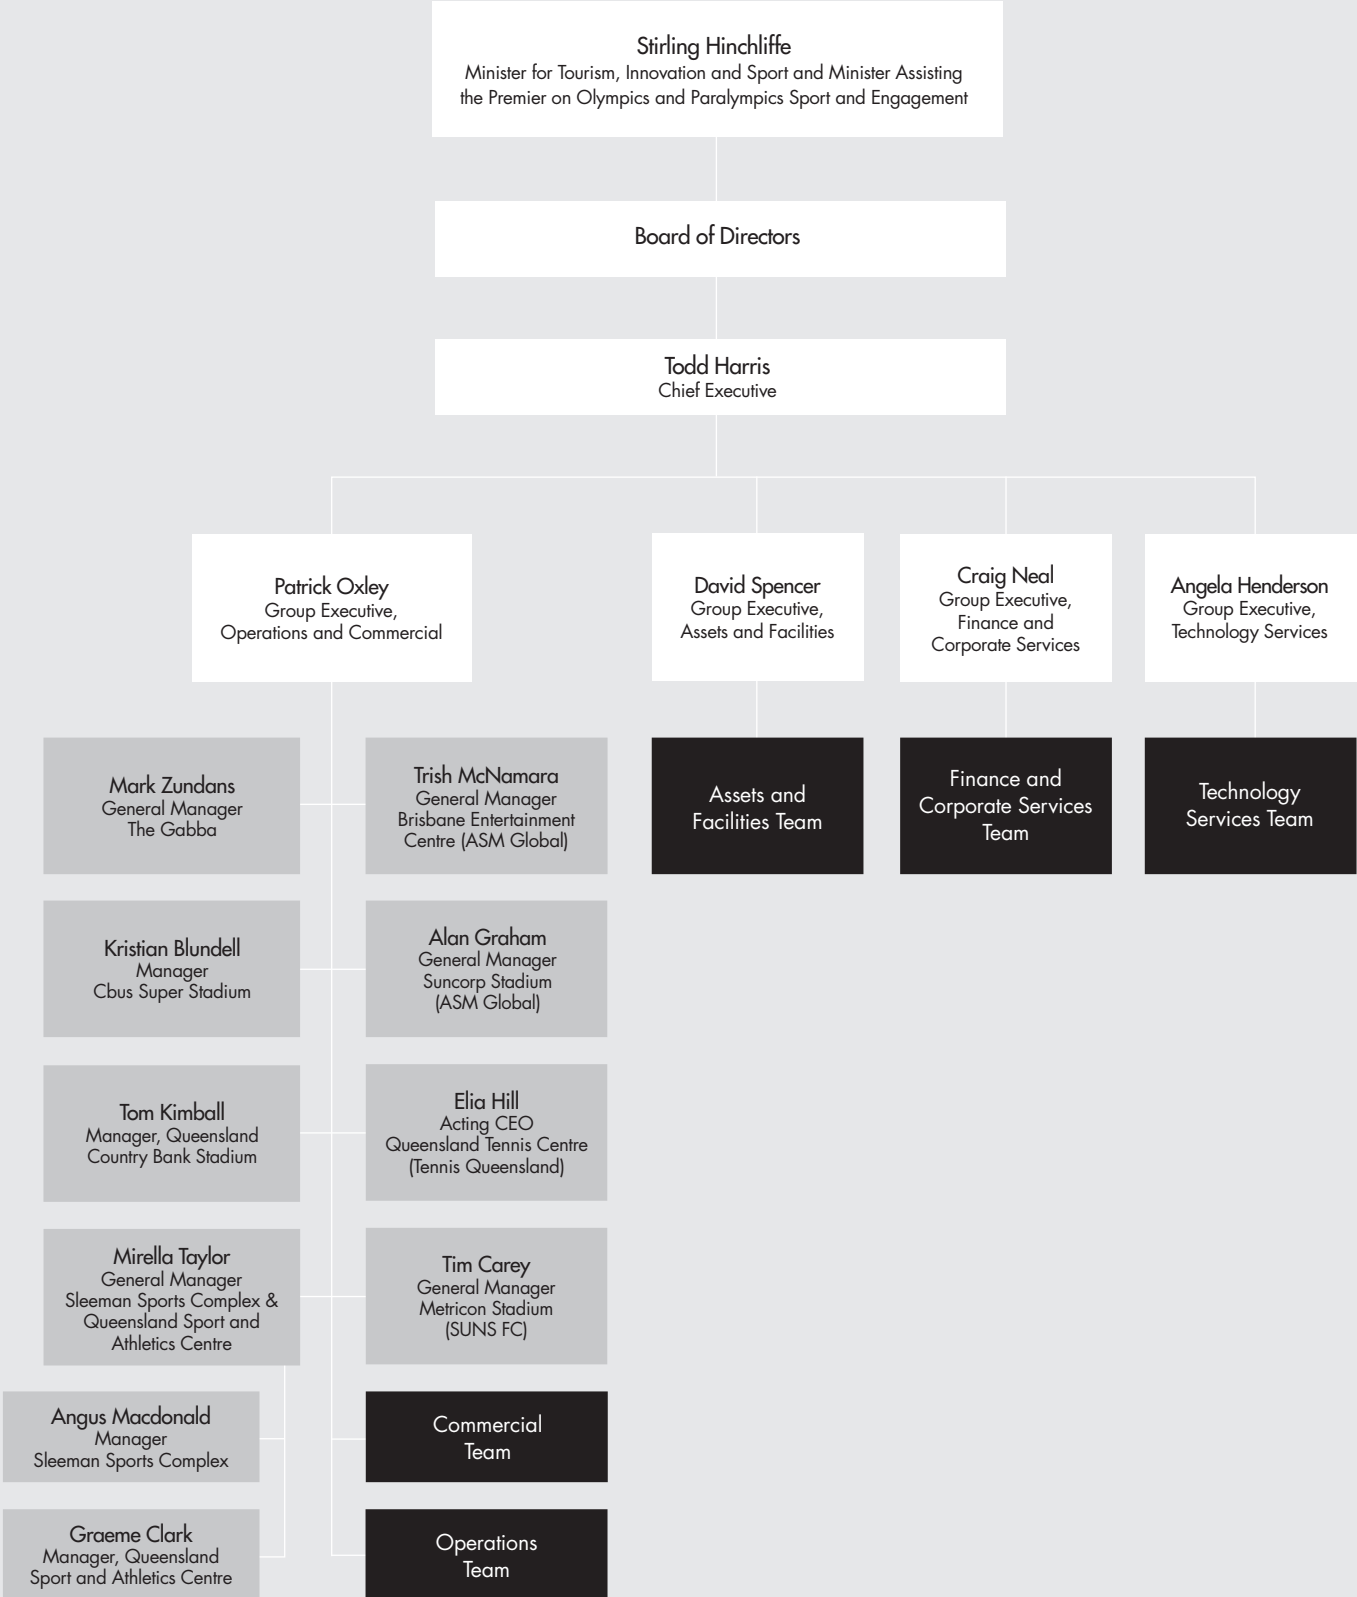 Stirling Hinchliffe
Minister for Tourism, Innovation and Sport and Minister Assisting
the Premier on Olympics and Paralympics Sport and Engagement
Board of Directors
Todd Harris
Chief Executive
Patrick Oxley
Group Executive,
Operations and Commercial
David Spencer
Group Executive,
Assets and Facilities
Craig Neal
Group Executive,
Finance and
Corporate Services
Angela Henderson
Group Executive,
Technology Services
Mark Zundans
General Manager
The Gabba
Trish McNamara
General Manager
Brisbane Entertainment
Centre (ASM Global)
Assets and
Facilities Team
Finance and
Corporate Services
Team
Technology
Services Team
Kristian Blundell
Manager
Cbus Super Stadium
Alan Graham
General Manager
Suncorp Stadium
(ASM Global)
Tom Kimball
Manager, Queensland
Country Bank Stadium
Elia Hill
Acting CEO
Queensland Tennis Centre
(Tennis Queensland)
Mirella Taylor
General Manager
Sleeman Sports Complex &
Queensland Sport and
Athletics Centre
Tim Carey
General Manager
Metricon Stadium
(SUNS FC)
Angus Macdonald
Manager
Sleeman Sports Complex
Commercial
Team
Graeme Clark
Manager, Queensland
Sport and Athletics Centre
Operations
Team